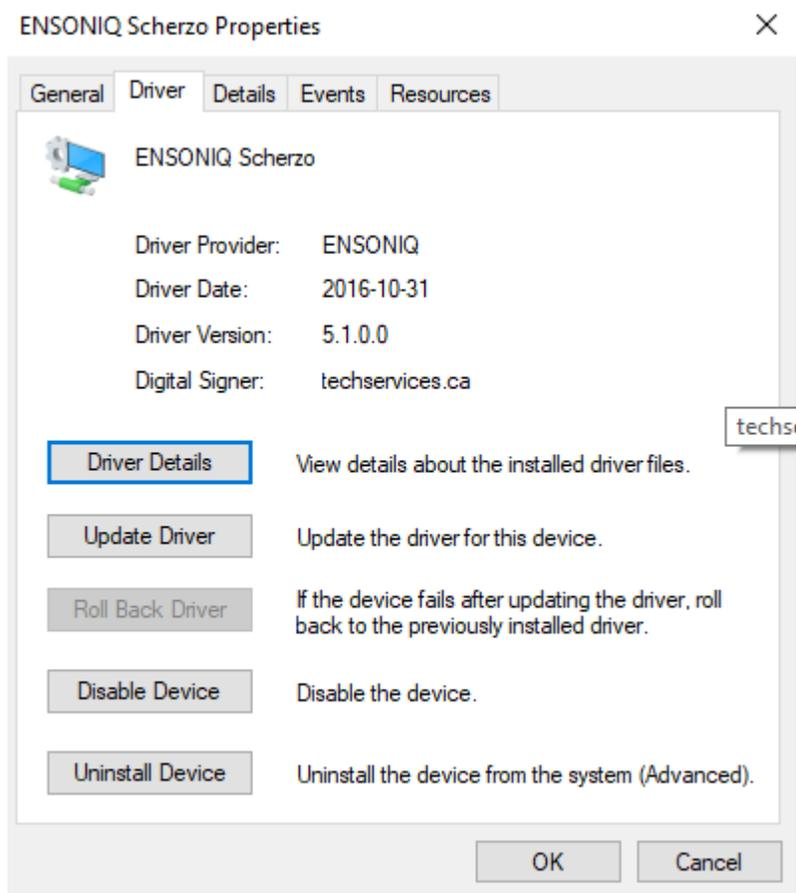 ENSONIQ Scherzo Properties
General Driver Details Events Resources
ENSONIQ Scherzo
Driver Provider: ENSONIQ
Driver Date: 2016-10-31
Driver Version: 5.1.0.0
Digital Signer: techservices.ca
Driver Details View details about the installed driver files.
Update Driver Update the driver for this device.
Roll Back Driver If the device fails after updating the driver, roll
back to the previously installed driver.
Disable Device Disable the device.
Uninstall Device Uninstall the device from the system (Advanced).
OK Cancel